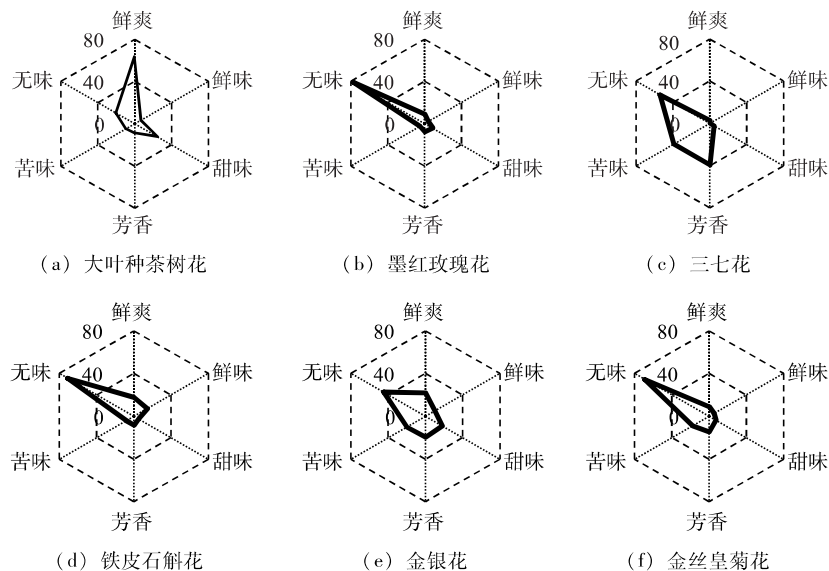 鲜爽
80
无味
40
鲜味
0
苦味
甜味
芳香
(a) 大叶种茶树花
鲜爽
80
无味
40
鲜味
0
苦味
甜味
芳香
(b) 墨红玫瑰花
鲜爽
80
无味
40
鲜味
0
苦味
甜味
芳香
(c) 三七花
鲜爽
80
无味
40
鲜味
0
苦味
甜味
芳香
(d) 铁皮石斛花
鲜爽
80
无味
40
鲜味
0
苦味
甜味
芳香
(e) 金银花
鲜爽
80
无味
40
鲜味
0
苦味
甜味
芳香
(f) 金丝皇菊花